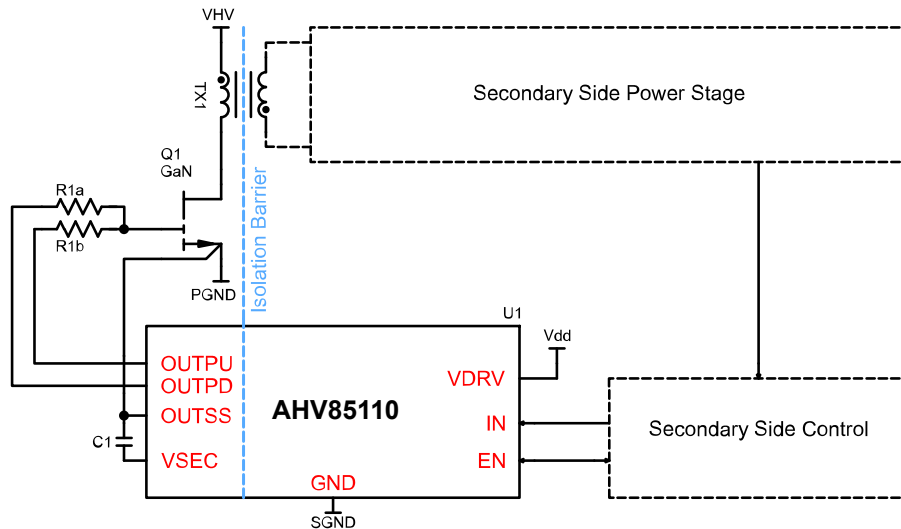 VHV
TX1
Secondary Side Power Stage
Q1
GaN
R1a
R1b
Isolation Barrier
PGND
U1
Vdd
OUTPU
OUTPD
OUTSS
VSEC
C1
AHV85110
VDRV
IN
EN
GND
SGND
Secondary Side Control